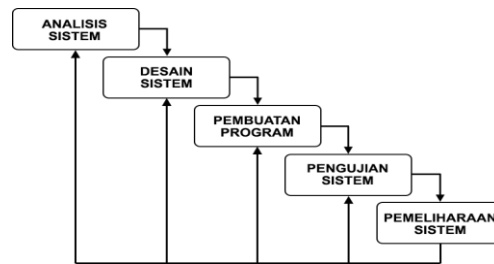 ANALISIS
SISTEM
DESAIN
SISTEM
PEMBUATAN
PROGRAM
PENGUJIAN
SISTEM
PEMELIHARAAN
SISTEM